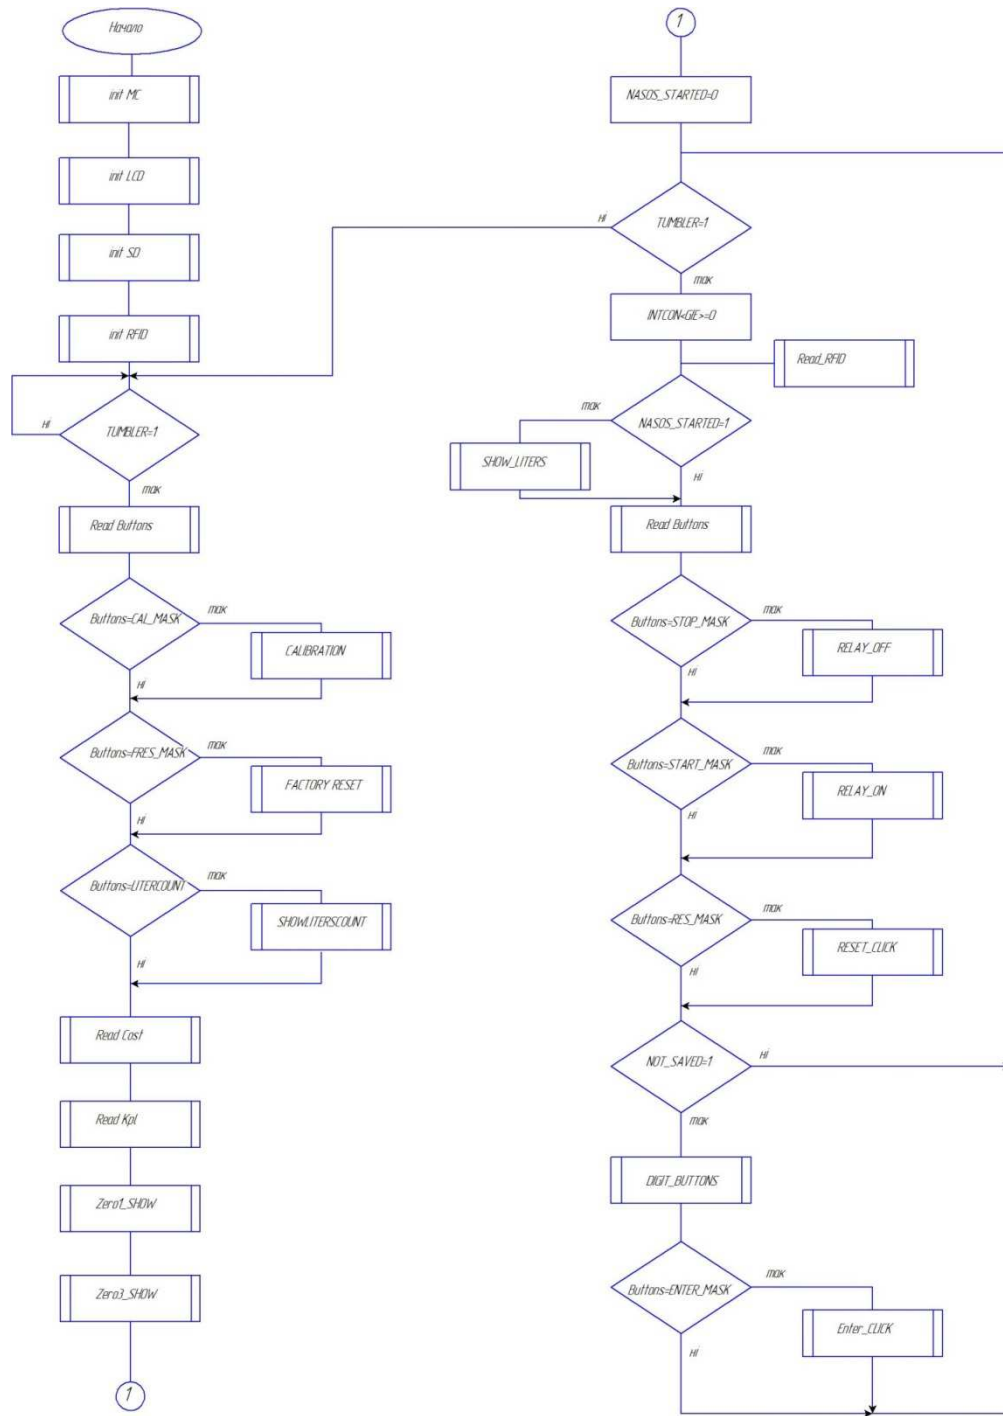 Начало
init MC
init LCD
init SD
init RFID
TUMBLER=1
ні
так
Read Buttons
Buttons=CAL_MASK
так
CALIBRATION
ні
Buttons=FRES_MASK
так
FACTORY RESET
ні
Buttons=LITERCOUNT
так
SHOWLITERSCOUNT
ні
Read Cost
Read Kpl
Zero1_SHOW
Zero3_SHOW
1
1
NASOS_STARTED=0
ні
TUMBLER=1
так
INTCON<GIE>=0
Read_RFID
так
NASOS_STARTED=1
SHOW_LITERS
ні
Read Buttons
Buttons=STOP_MASK
так
RELAY_OFF
ні
Buttons=START_MASK
так
RELAY_ON
ні
Buttons=RES_MASK
так
RESET_CLICK
ні
NOT_SAVED=1
ні
так
DIGIT_BUTTONS
Buttons=ENTER_MASK
так
Enter_CLICK
ні